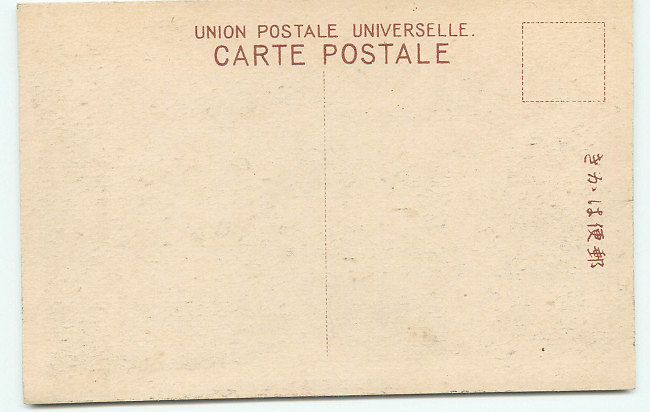 UNION POSTALE UNIVERSELLE.
CARTE POSTALE
郵便はかき